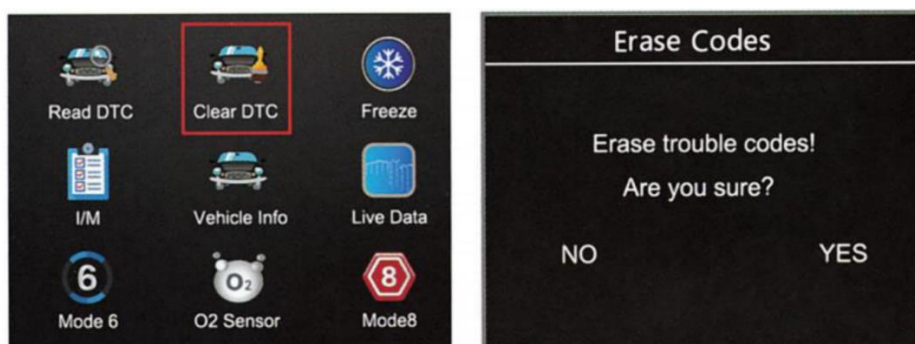 Read DTC
Clear DTC
Freeze
I/M
Vehicle Info
Live Data
6
O2
8
Mode 6
O2 Sensor
Mode8
Erase Codes
Erase trouble codes!
Are you sure?
NO
YES